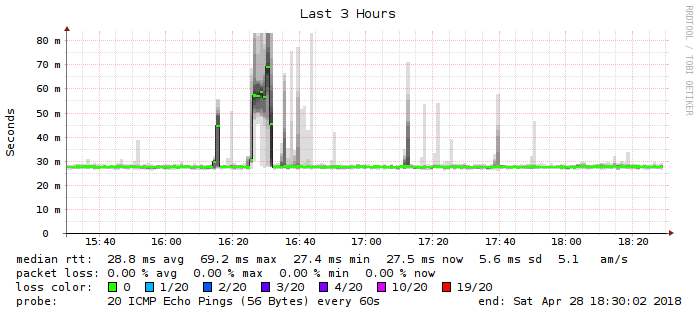 Last 3 Hours
RRDTOOL / TOBI OETIKER
Seconds
80 m
70 m
60 m
50 m
40 m
30 m
20 m
10 m
0
15:40 16:00 16:20 16:40 17:00 17:20 17:40 18:00 18:20
median rtt: 28.8 ms avg 69.2 ms max 27.4 ms min 27.5 ms now 5.6 ms sd 5.1 am/s
packet loss: 0.00 % avg 0.00 % max 0.00 % min 0.00 % now
loss color: 0 1/20 2/20 3/20 4/20 10/20 19/20
probe: 20 ICMP Echo Pings (56 Bytes) every 60s end: Sat Apr 28 18:30:02 2018